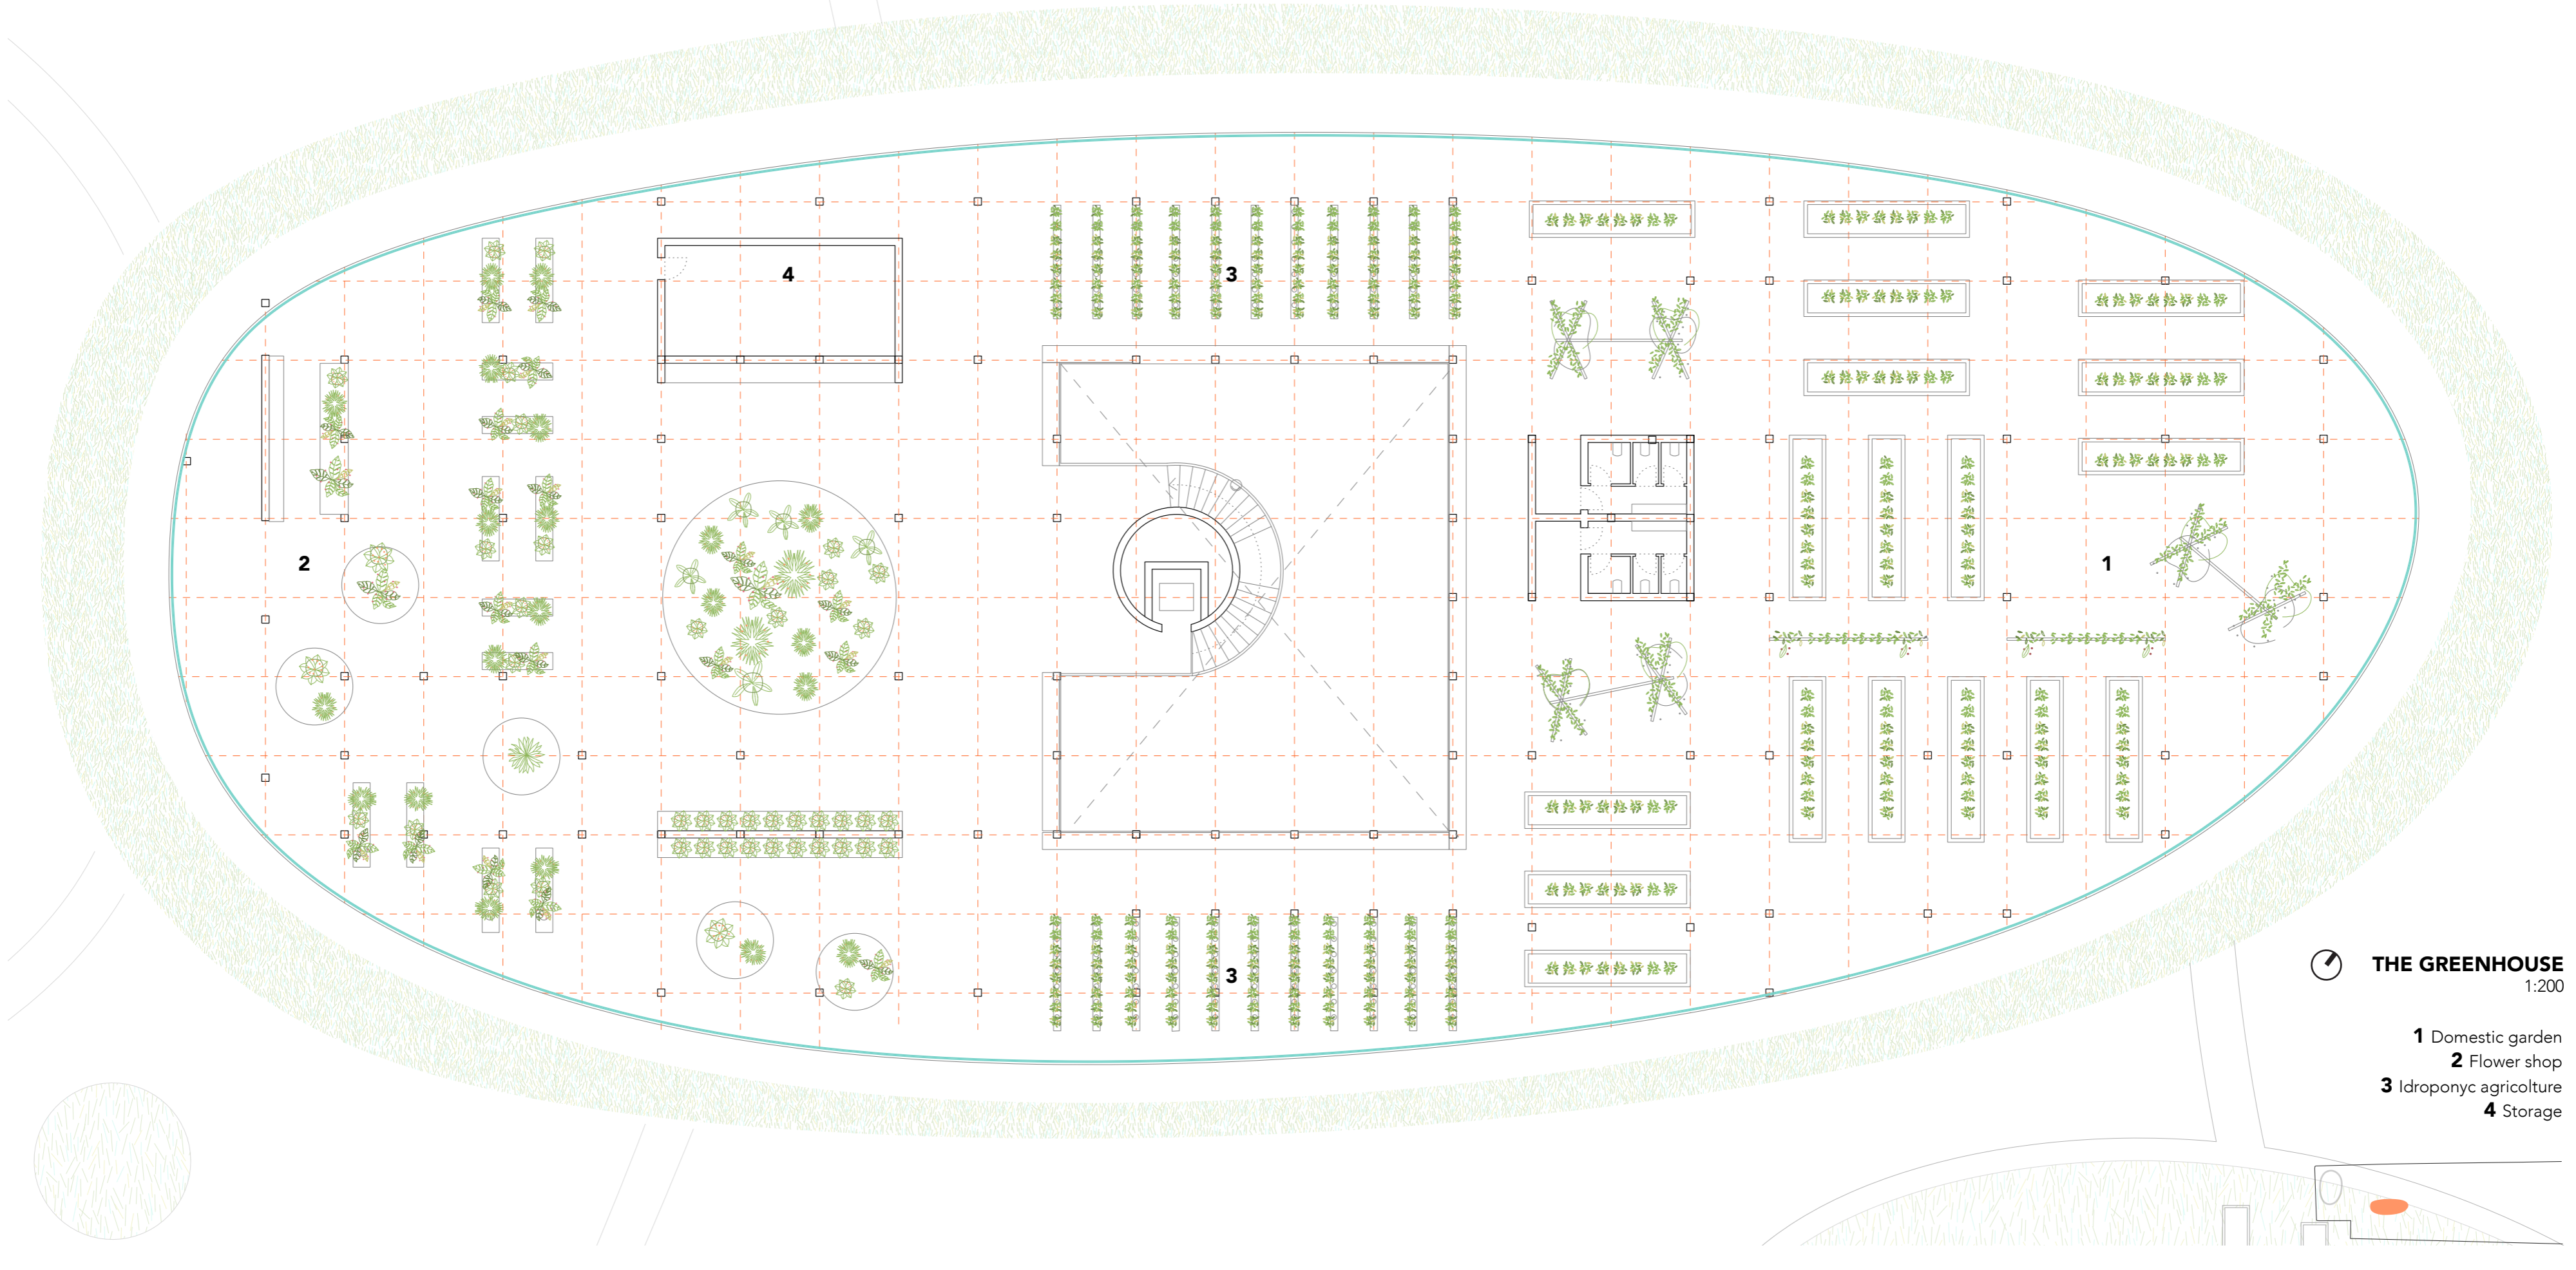 4
3
2
1
3
THE GREENHOUSE
1:200
1 Domestic garden
2 Flower shop
3 Idroponyc agricolture
4 Storage